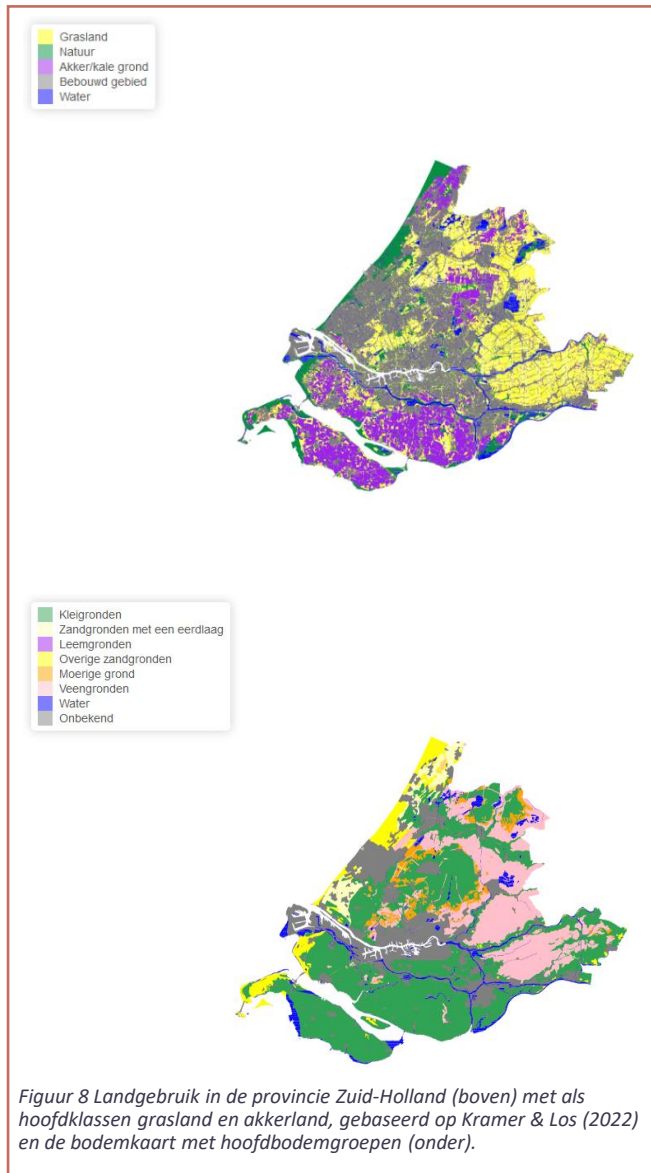 Grasland
Natuur
Akker/kale grond
Bebouwd gebied
Water
Kleigronden
Zandgronden met een eerdlaag
Leemgronden
Overige zandgronden
Moerige grond
Veengronden
Water
Onbekend
Figuur 8 Landgebruik in de provincie Zuid-Holland (boven) met als
hoofdklassen grasland en akkerland, gebaseerd op Kramer & Los (2022)
en de bodemkaart met hoofdbodemgroepen (onder).